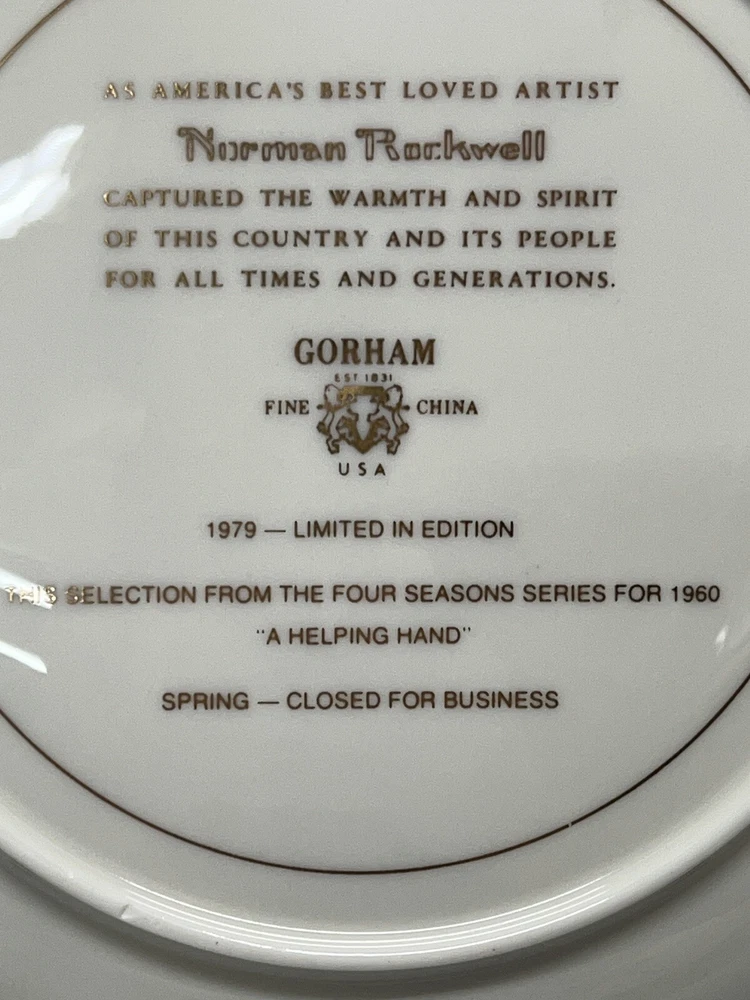 AS AMERICA'S BEST LOVED ARTIST
Norman Rockwell
CAPTURED THE WARMTH AND SPIRIT
OF THIS COUNTRY AND ITS PEOPLE
FOR ALL TIMES AND GENERATIONS.
GORHAM
EST 1831
FINE CHINA
USA
1979 — LIMITED IN EDITION
THIS SELECTION FROM THE FOUR SEASONS SERIES FOR 1960
"A HELPING HAND"
SPRING — CLOSED FOR BUSINESS